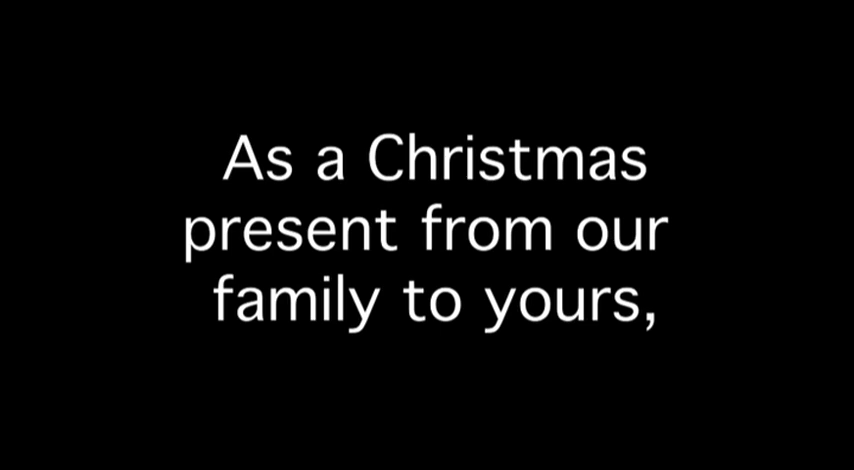 As a Christmas
present from our
family to yours,